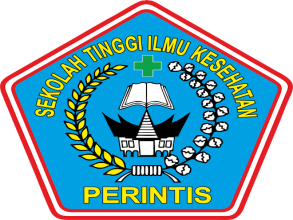 SEKOLAH TINGGI ILMU KESEHATAN
PERINTIS